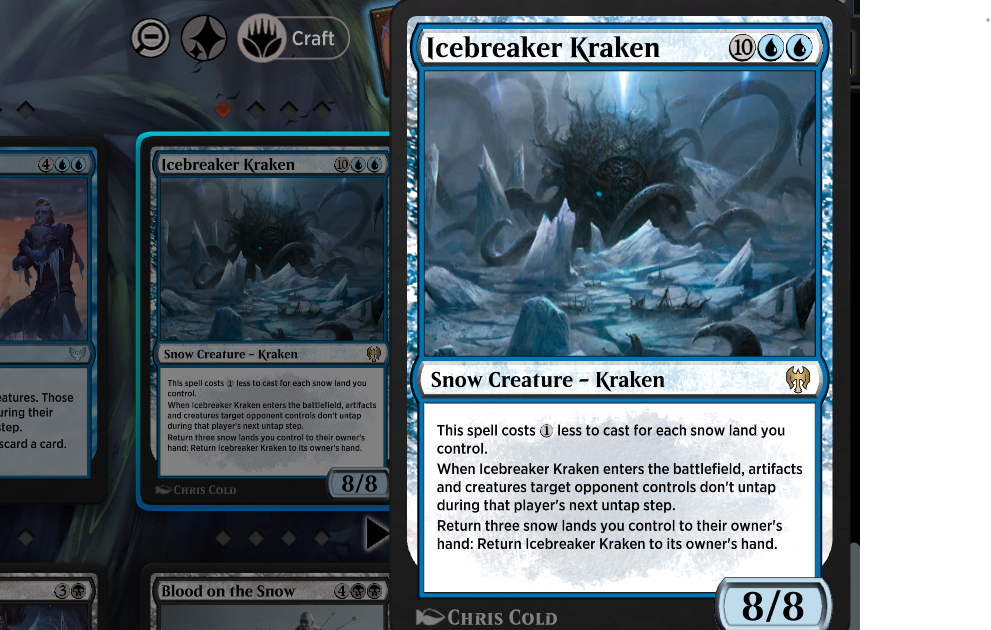 Craft
Icebreaker Kraken 10
4
Icebreaker Kraken 10
Snow Creature – Kraken
This spell costs 1 less to cast for each snow land you
control.
When Icebreaker Kraken enters the battlefield, artifacts
and creatures target opponent controls don't untap
during that player's next untap step.
Return three snow lands you control to their owner's
hand: Return Icebreaker Kraken to its owner's hand.
8/8
CHRIS COLD
eatures. Those
uring their
step.
scard a card.
Snow Creature – Kraken
This spell costs 1 less to cast for each snow land you
control.
When Icebreaker Kraken enters the battlefield, artifacts
and creatures target opponent controls don't untap
during that player's next untap step.
Return three snow lands you control to their owner's
hand: Return Icebreaker Kraken to its owner's hand.
8/8
CHRIS COLD
3
Blood on the Snow 4